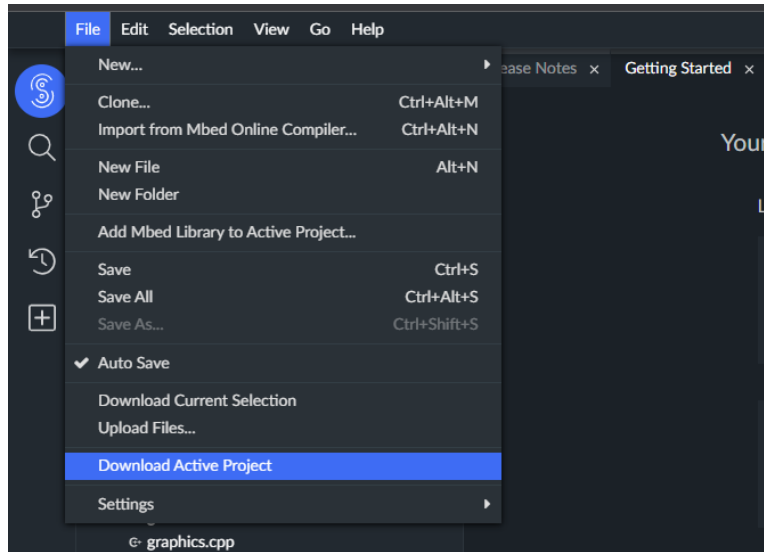 File Edit Selection View Go Help
New...
ease Notes × Getting Started ×
Clone... Ctrl+Alt+M
Import from Mbed Online Compiler... Ctrl+Alt+N
New File Alt+N
New Folder
Add Mbed Library to Active Project...
Save Ctrl+S
Save All Ctrl+Alt+S
Save As... Ctrl+Shift+S
Auto Save
Download Current Selection
Upload Files...
Download Active Project
Settings
graphics.cpp
You